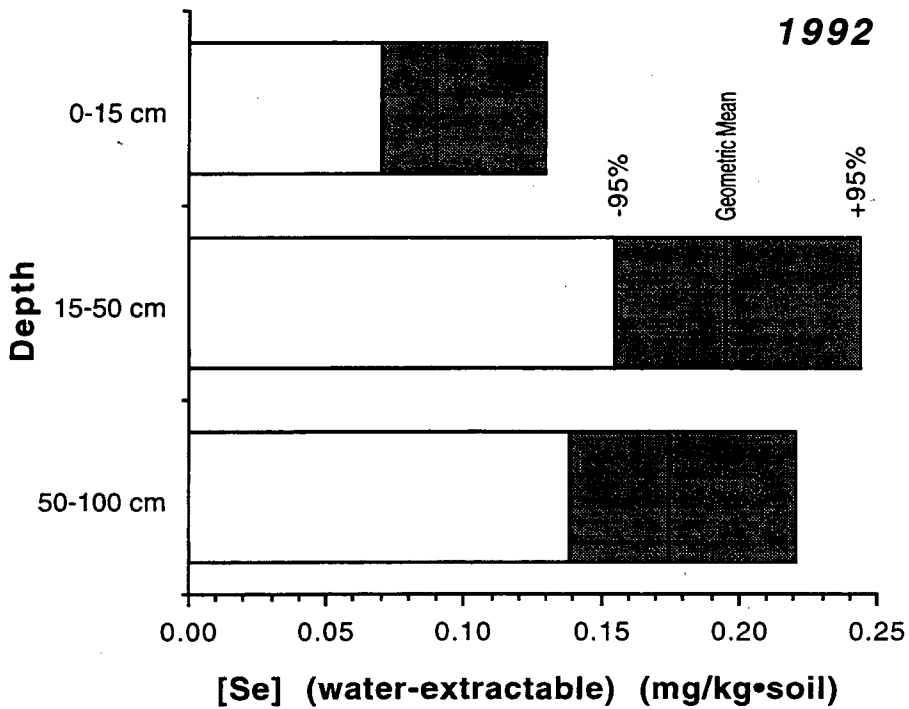 1992
0-15 cm
-95%
Geometric Mean
+95%
Depth
15-50 cm
50-100 cm
0.00 0.05 0.10 0.15 0.20 0.25
[Se] (water-extractable) (mg/kg•soil)